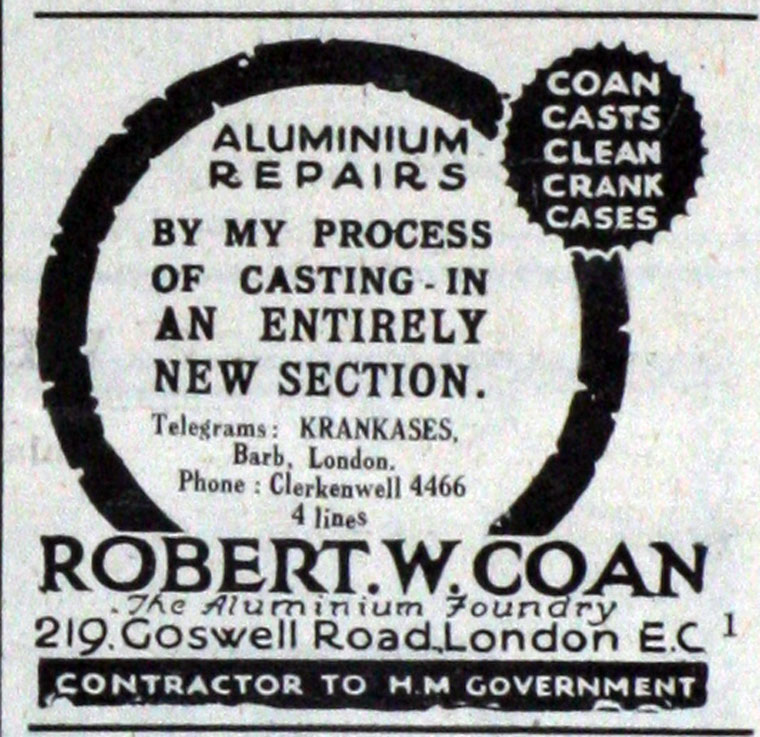 COAN
CASTS
CLEAN
CRANK
CASES
ALUMINIUM
REPAIRS
BY MY PROCESS
OF CASTING-IN
AN ENTIRELY
NEW SECTION.
Telegrams: KRANKASES,
Barb, London.
Phone: Clerkenwell 4466
4 lines
ROBERT.W.COAN
The Aluminium Foundry
219, Goswell Road, London E.C 1
CONTRACTOR TO H.M GOVERNMENT